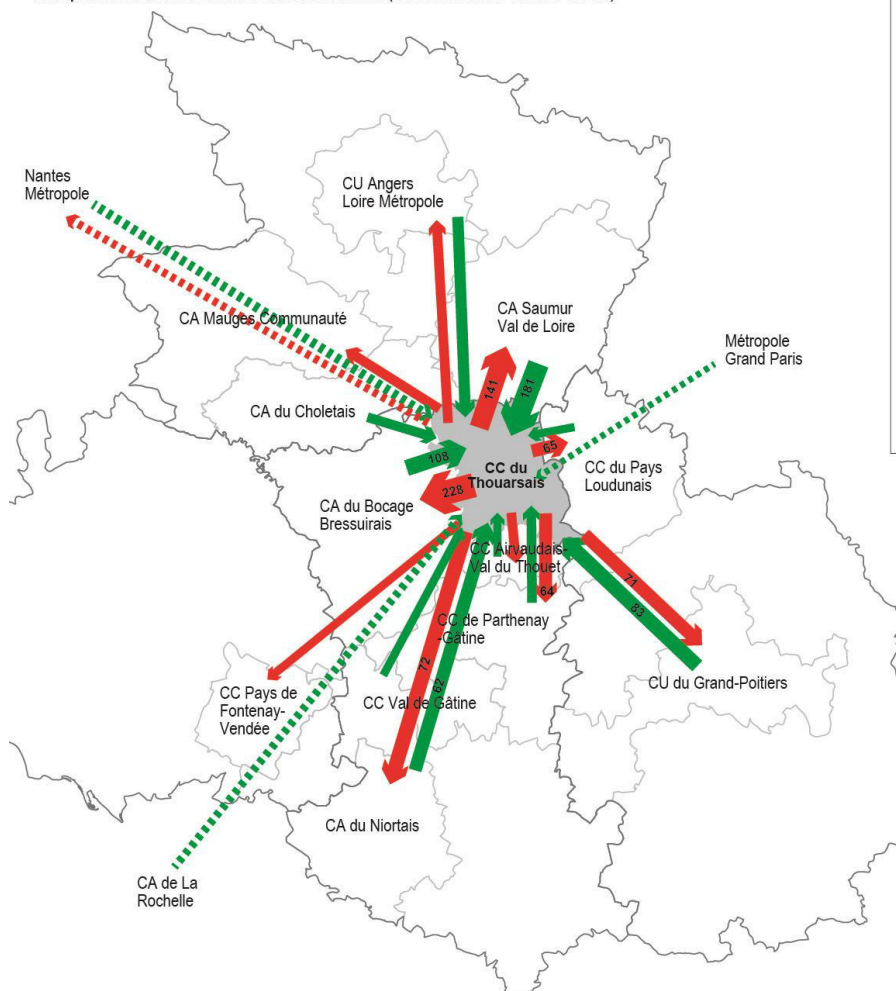 Nantes
Métropole
CU Angers
Loire Métropole
CA Saumur
Val de Loire
CA Mauges Communauté
Métropole
Grand Paris
141
181
CA du Choletais
65
108
CC du
Thouarsais
CC du Pays
Loudunais
228
CA du Bocage
Bressuirais
CC Airvaudais-
Val du Thouet
64
71
83
CC de Parthenay
-Gâtine
72
62
CU du Grand-Poitiers
CC Pays de
Fontenay-
Vendée
CC Val de Gâtine
CA du Niortais
CA de La
Rochelle